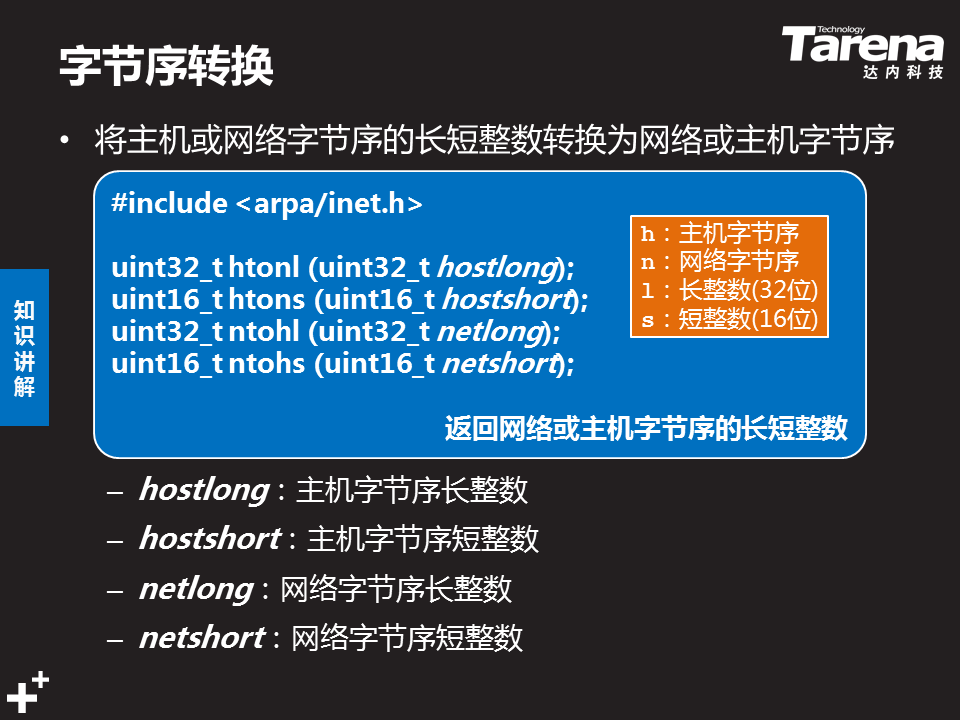 字节序转换
Technology
Tarena
达内科技
• 将主机或网络字节序的长短整数转换为网络或主机字节序
#include <arpa/inet.h>
uint32_t htonl (uint32_t hostlong);
uint16_t htons (uint16_t hostshort);
uint32_t ntohl (uint32_t netlong);
uint16_t ntohs (uint16_t netshort);
h：主机字节序
n：网络字节序
l：长整数(32位)
s：短整数(16位)
返回网络或主机字节序的长短整数
知识讲解
– hostlong：主机字节序长整数
– hostshort：主机字节序短整数
– netlong：网络字节序长整数
– netshort：网络字节序短整数